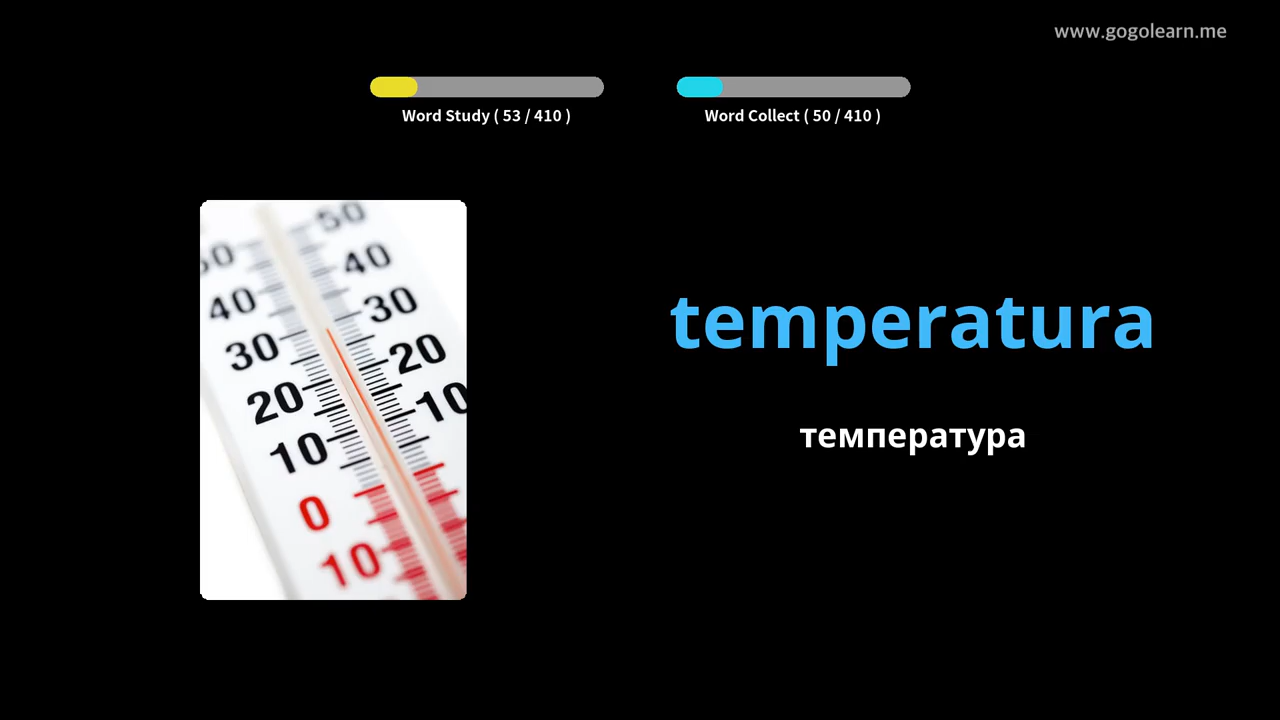 www.gogolearn.me
Word Study ( 53 / 410 )
Word Collect ( 50 / 410 )
50
50
40
40
30
30
20
20
10
10
0
10
temperatura
температура